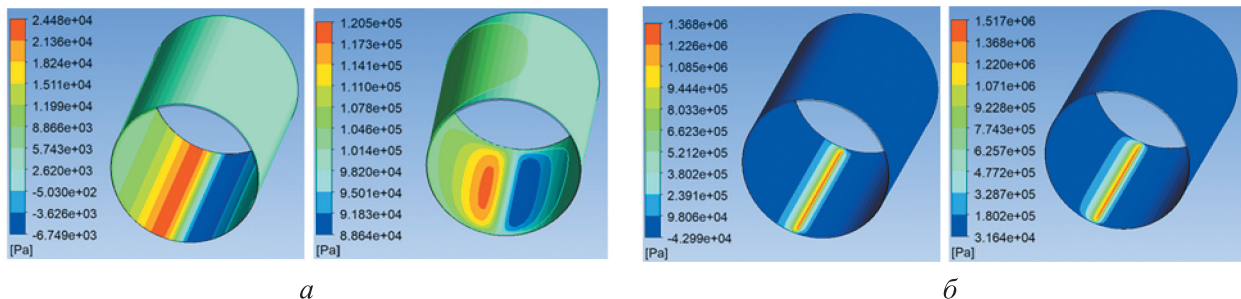 2.448e+04
2.136e+04
1.824e+04
1.511e+04
1.199e+04
8.866e+03
5.743e+03
2.620e+03
-5.030e+02
-3.626e+03
-6.749e+03
[Pa]
1.205e+05
1.173e+05
1.141e+05
1.110e+05
1.078e+05
1.046e+05
1.014e+05
9.820e+04
9.501e+04
9.183e+04
8.864e+04
[Pa]
а
1.368e+06
1.226e+06
1.085e+06
9.444e+05
8.033e+05
6.623e+05
5.212e+05
3.802e+05
2.391e+05
9.806e+04
-4.299e+04
[Pa]
1.517e+06
1.368e+06
1.220e+06
1.071e+06
9.228e+05
7.743e+05
6.257e+05
4.772e+05
3.287e+05
1.802e+05
3.164e+04
[Pa]
б